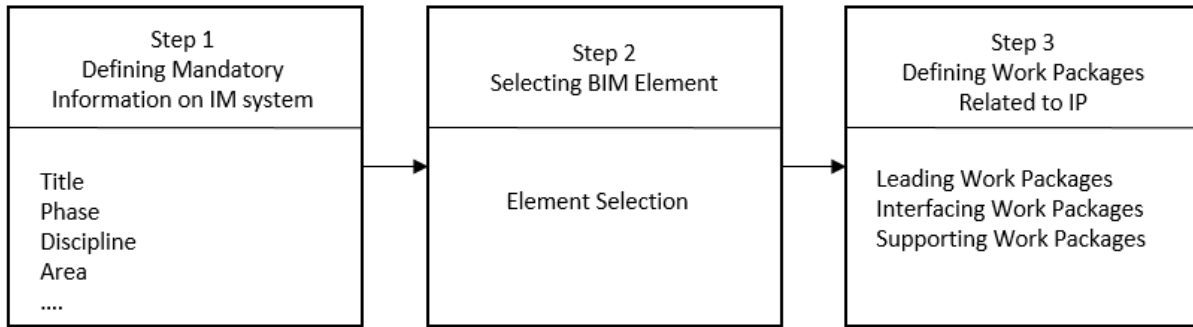 Step 1
Defining Mandatory
Information on IM system
Title
Phase
Discipline
Area
....
Step 2
Selecting BIM Element
Element Selection
Step 3
Defining Work Packages
Related to IP
Leading Work Packages
Interfacing Work Packages
Supporting Work Packages